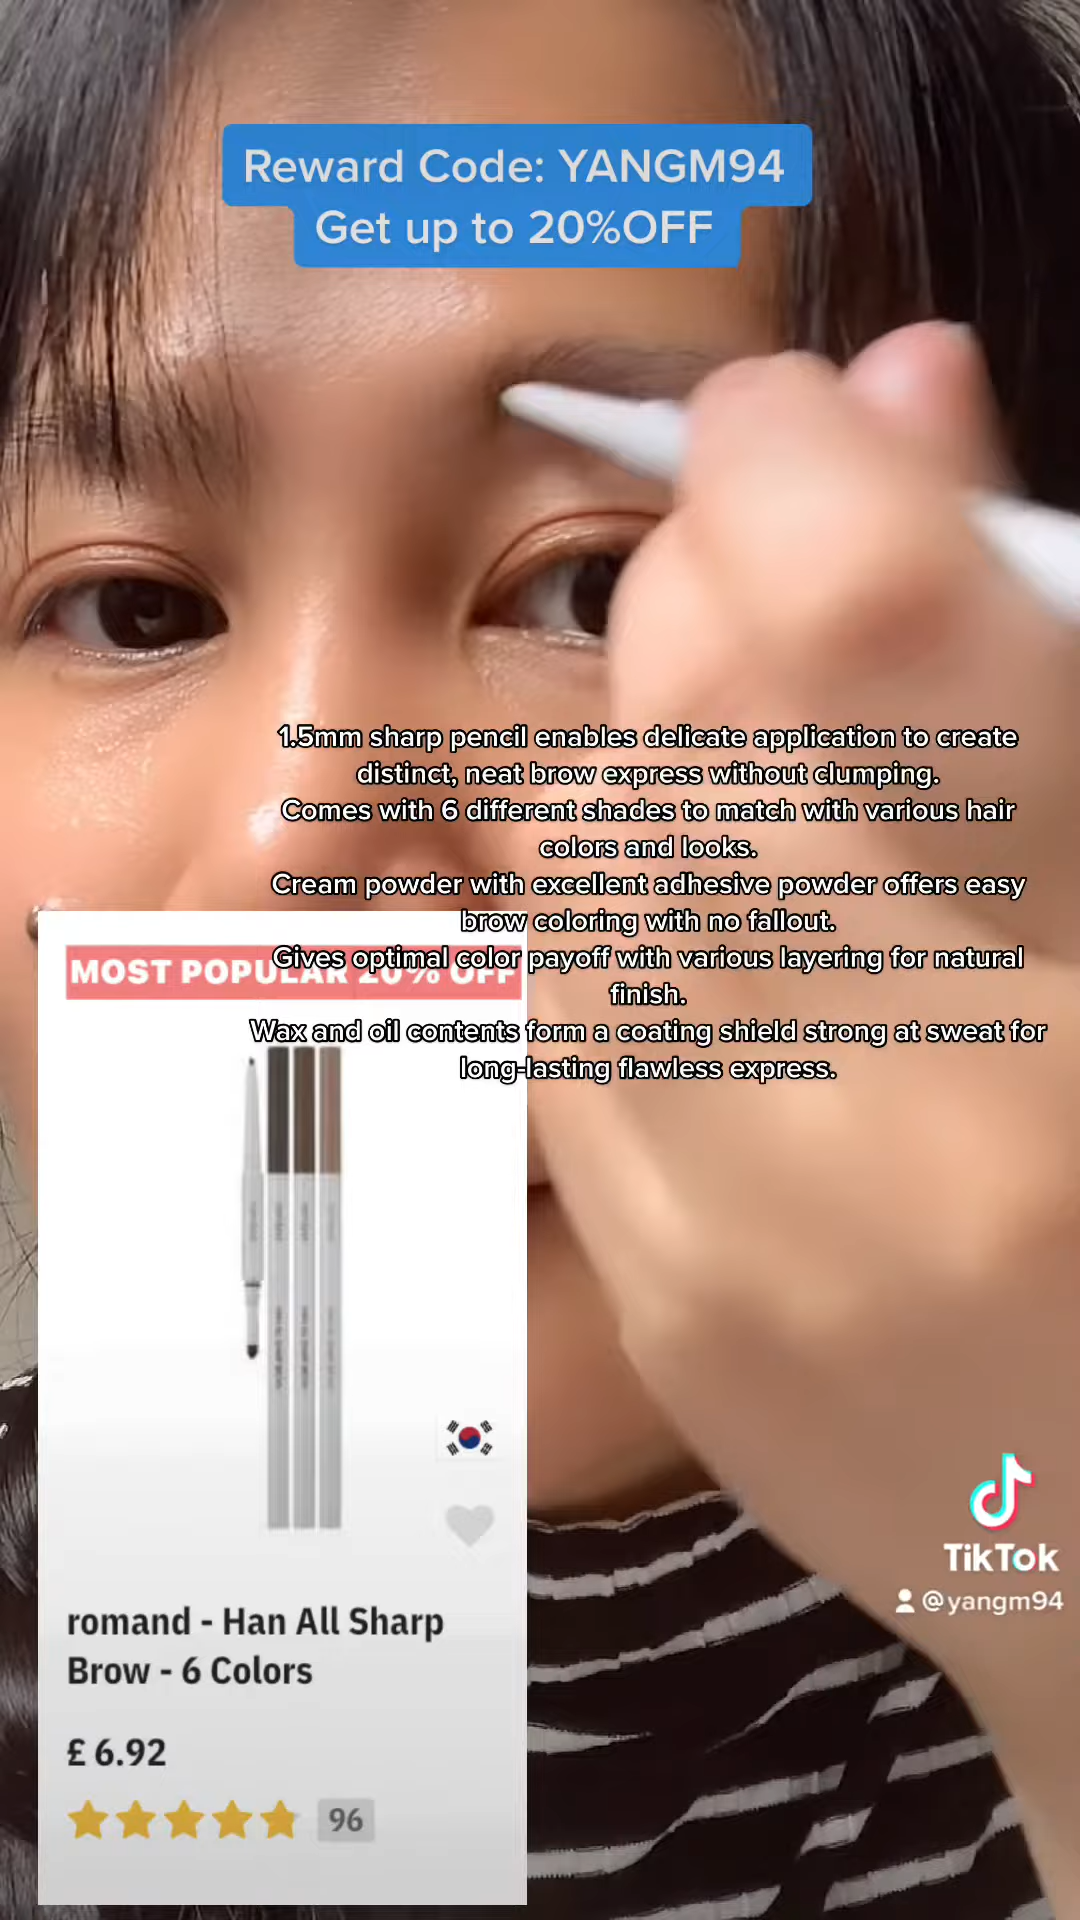 Reward Code: YANGM94
Get up to 20%OFF
1.5mm sharp pencil enables delicate application to create
distinct, neat brow express without clumping.
Comes with 6 different shades to match with various hair
colors and looks.
Cream powder with excellent adhesive powder offers easy
brow coloring with no fallout.
Gives optimal color payoff with various layering for natural
finish.
Wax and oil contents form a coating shield strong at sweat for
long-lasting flawless express.
MOST POPULAR 20% OFF
romand - Han All Sharp
Brow - 6 Colors
£ 6.92
96
TikTok
@yangm94